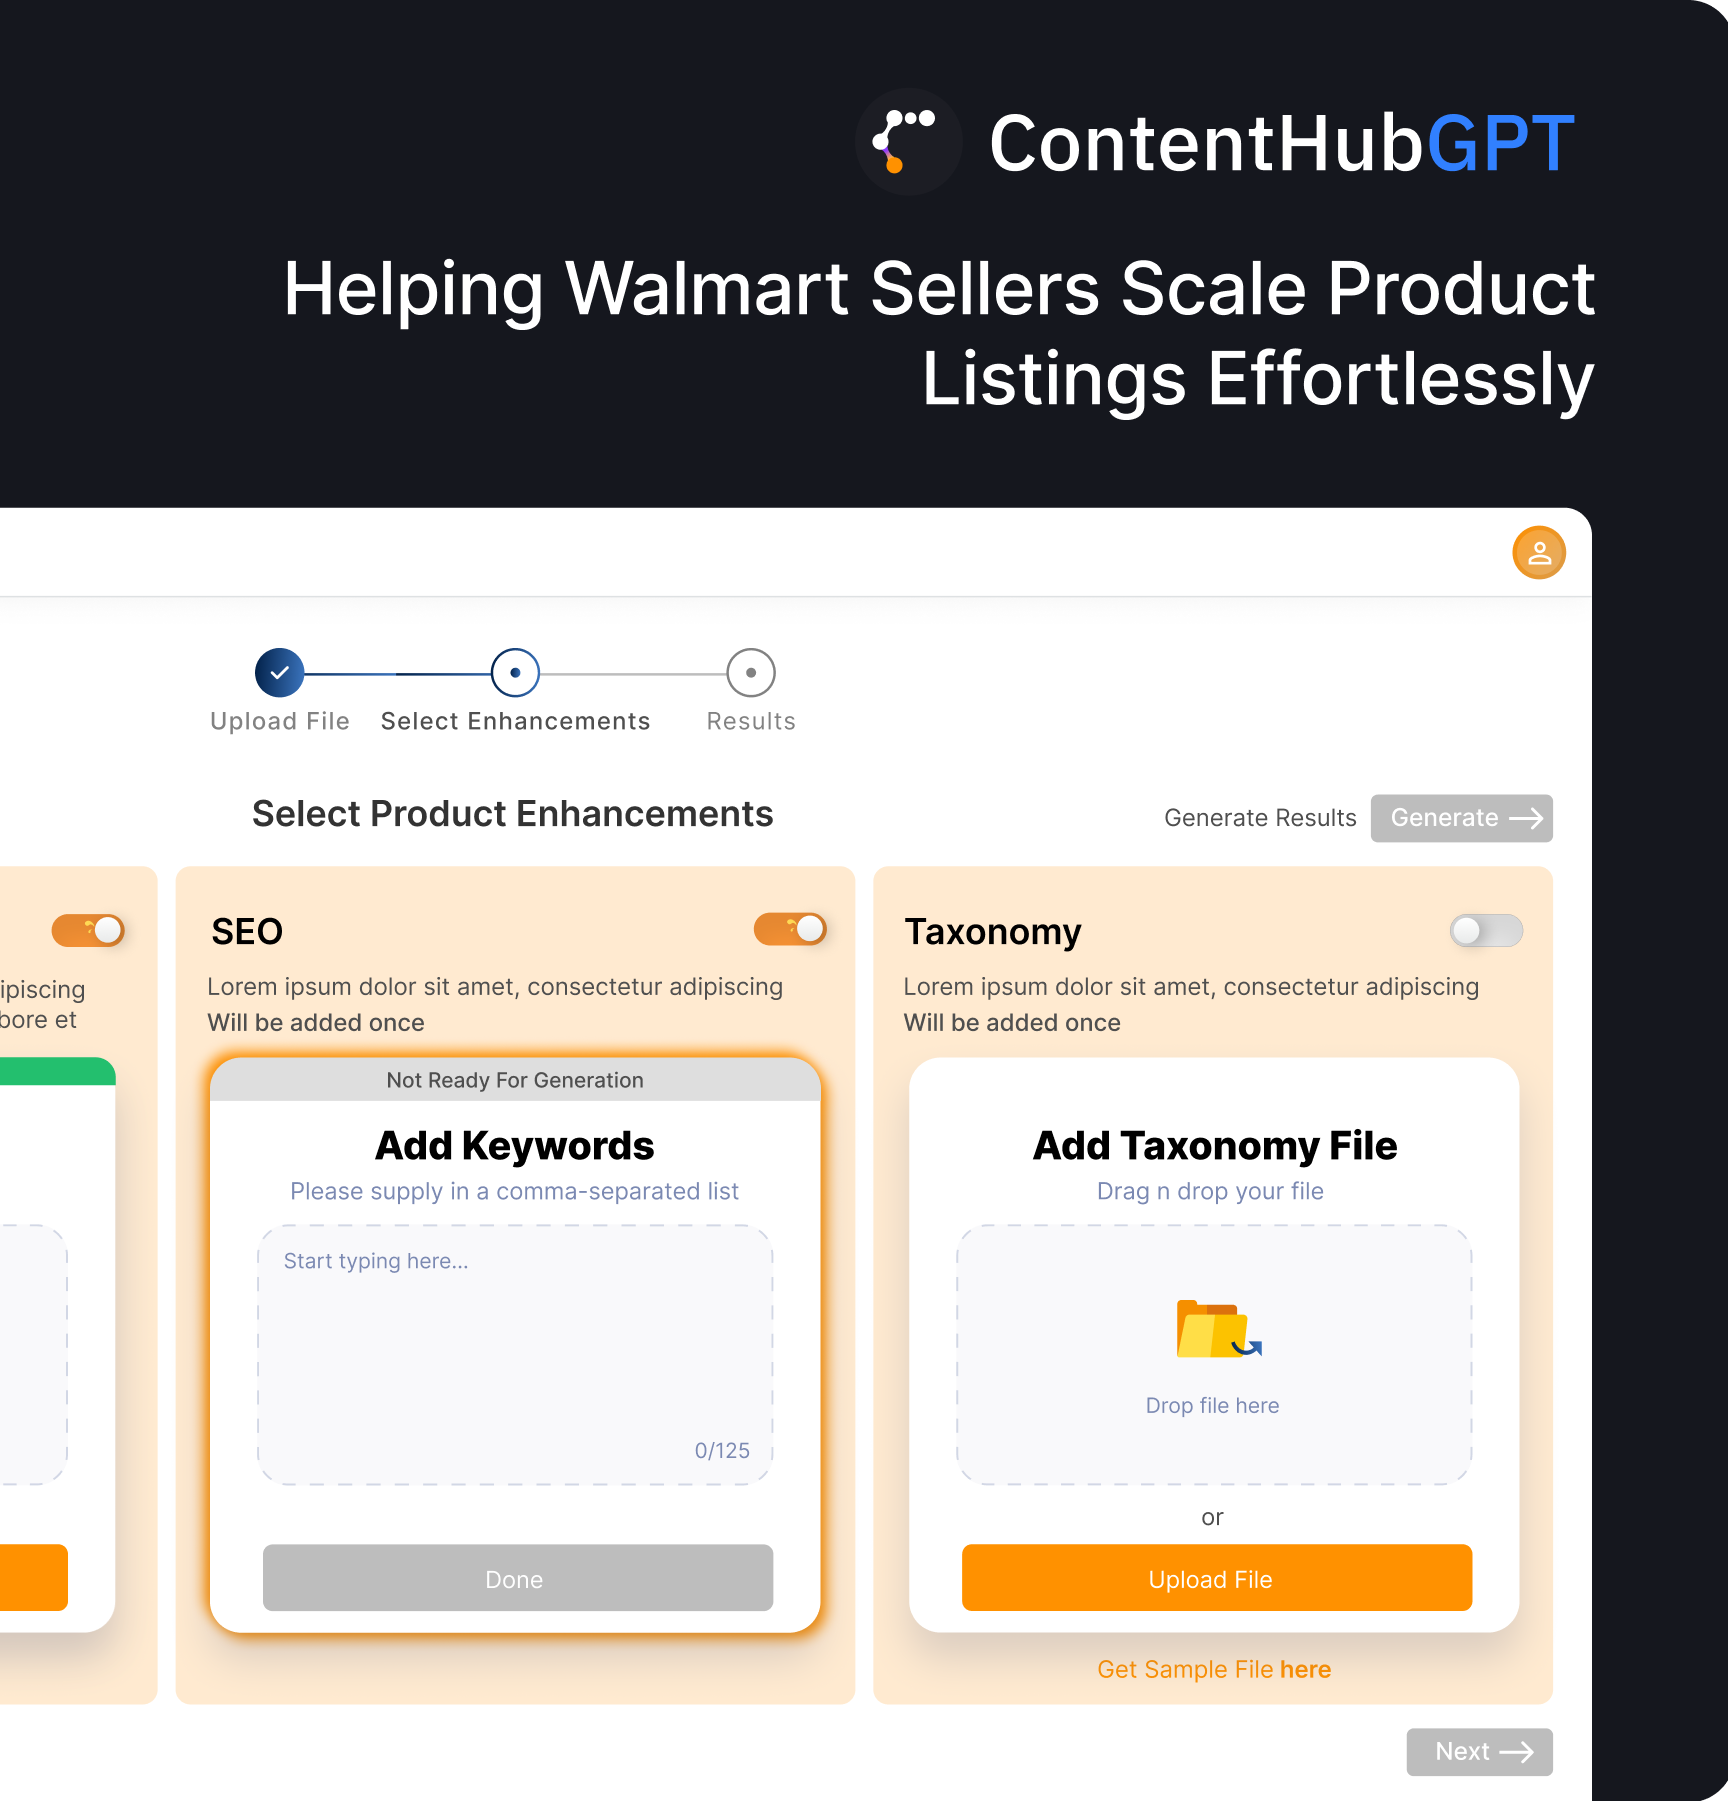 ContentHubGPT
Helping Walmart Sellers Scale Product
Listings Effortlessly
Upload File
Select Enhancements
Results
Select Product Enhancements
Generate Results
Generate
ipiscing
bore et
SEO
Lorem ipsum dolor sit amet, consectetur adipiscing
Will be added once
Not Ready For Generation
Add Keywords
Please supply in a comma-separated list
Start typing here...
0/125
Done
Taxonomy
Lorem ipsum dolor sit amet, consectetur adipiscing
Will be added once
Add Taxonomy File
Drag n drop your file
Drop file here
or
Upload File
Get Sample File here
Next